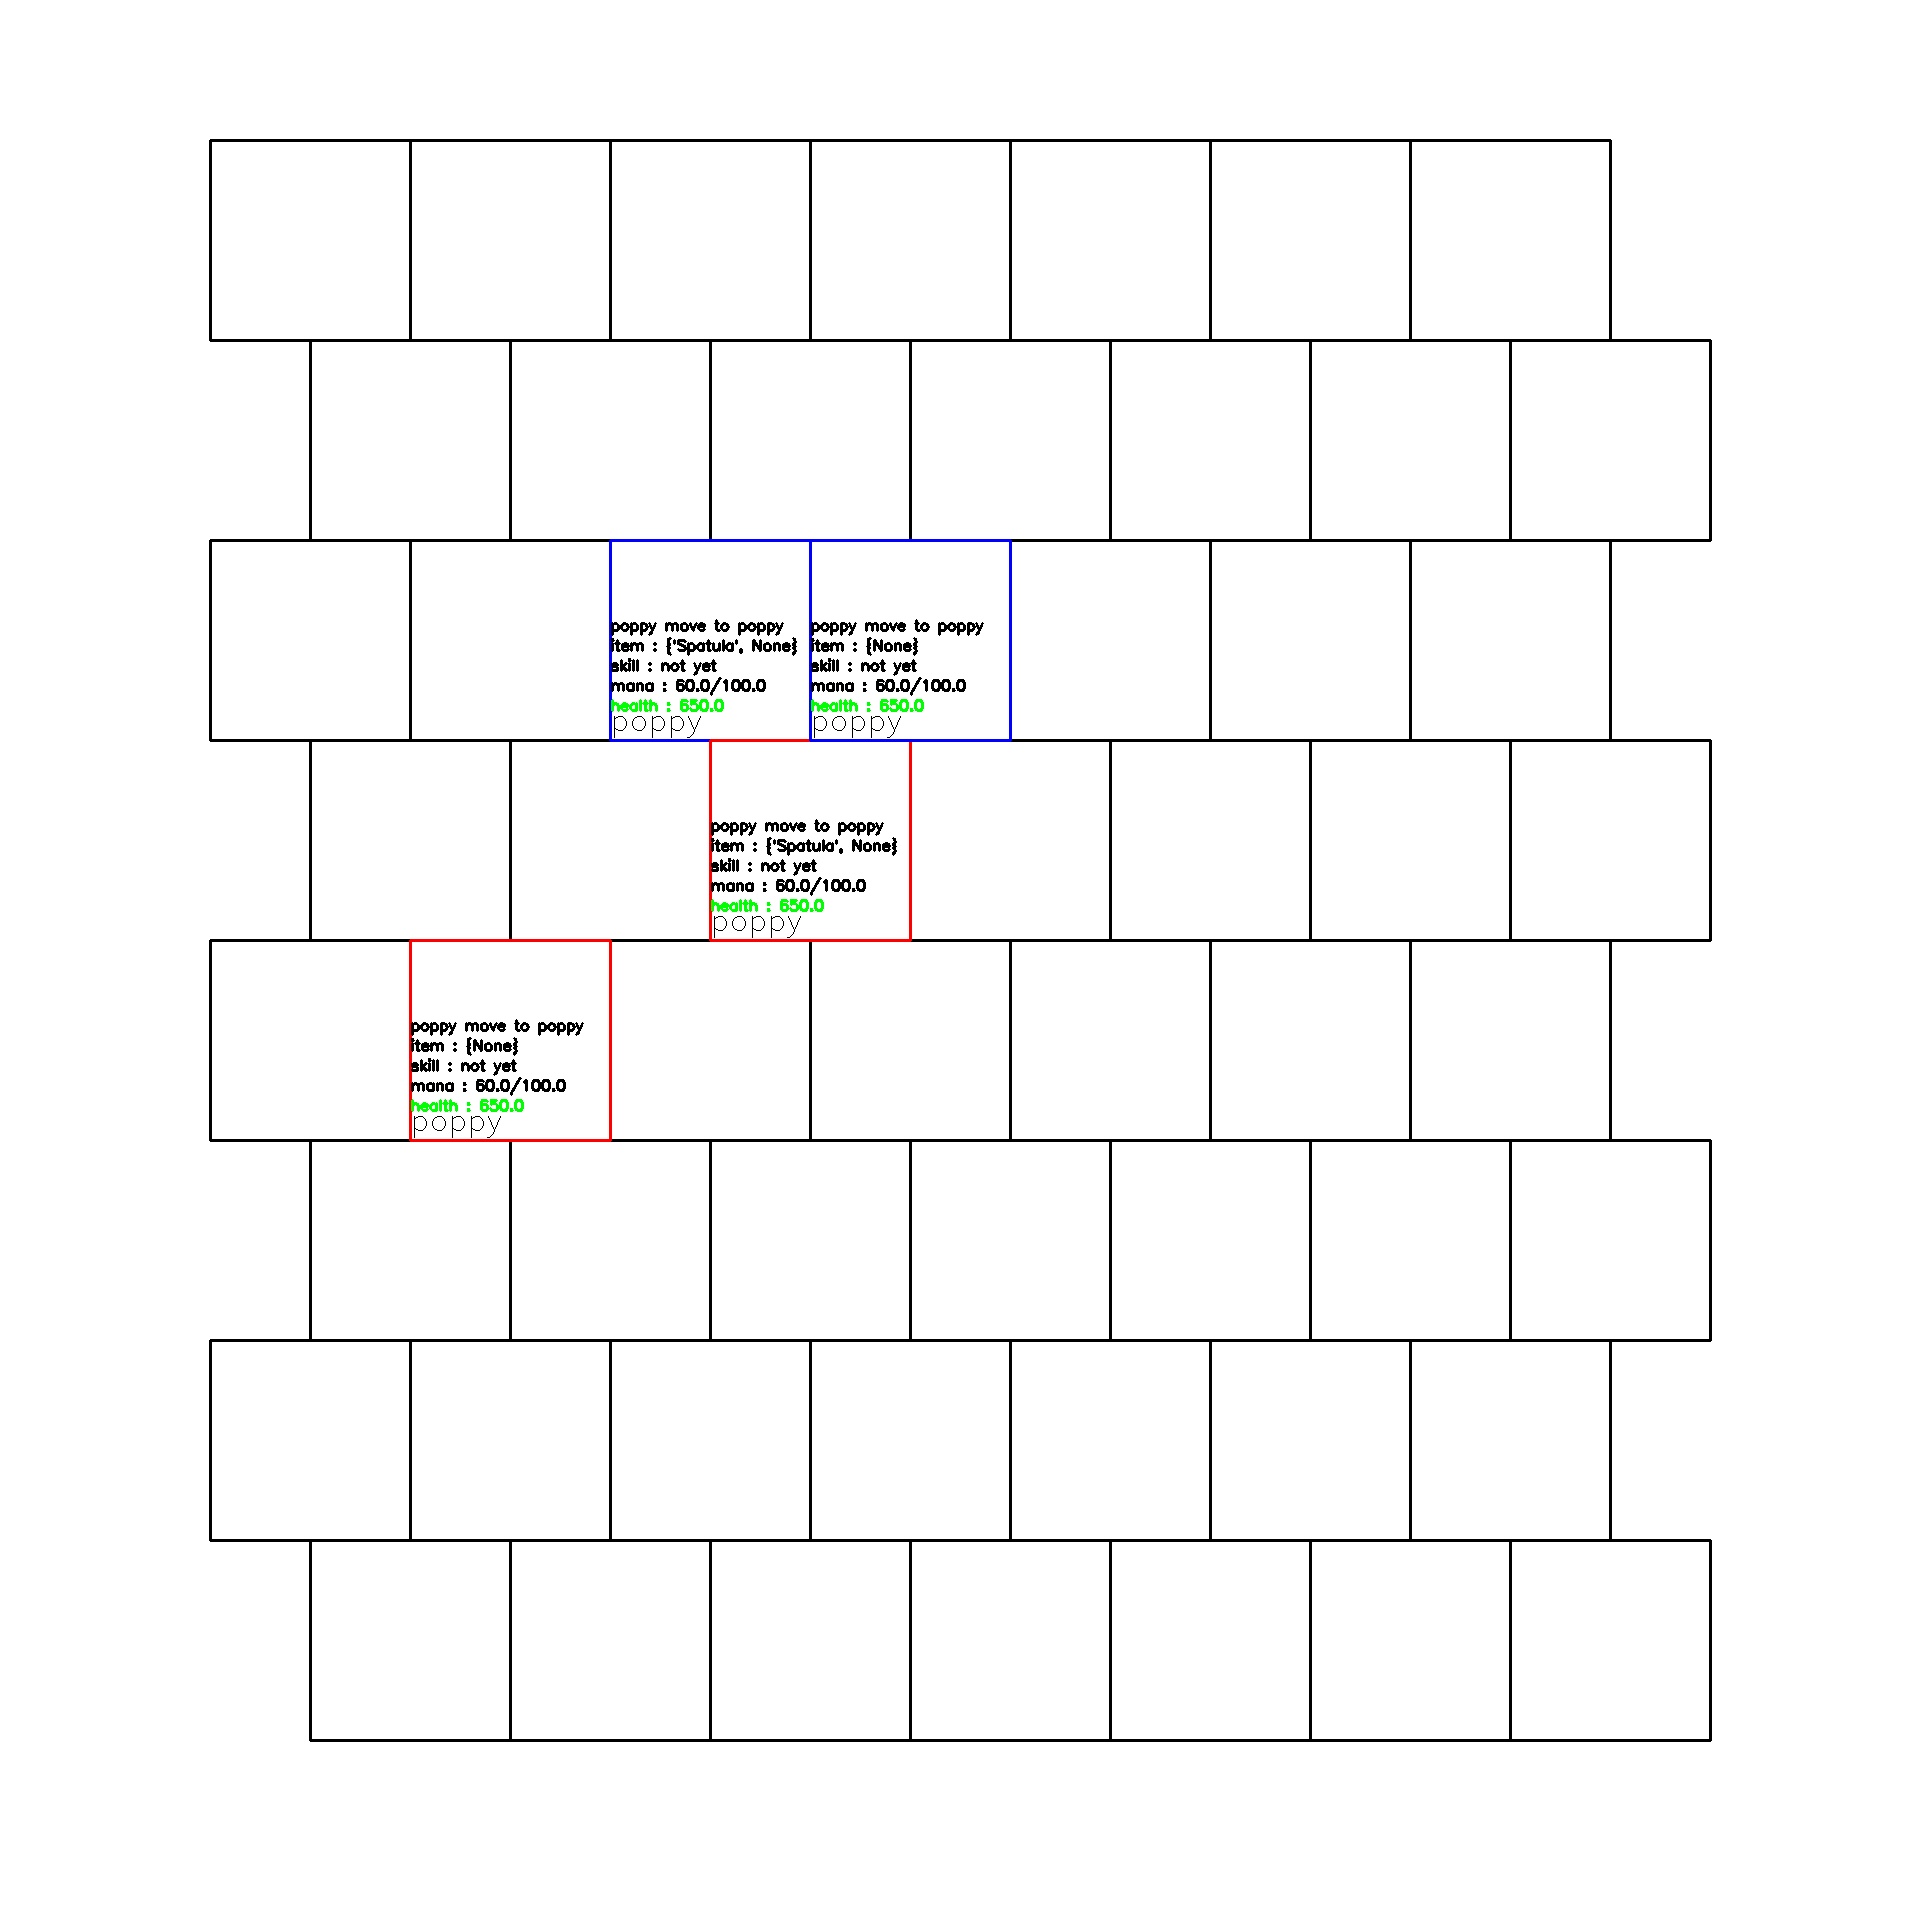 poppy move to poppy
item : {'Spatula', None}
skill : not yet
mana : 60.0/100.0
health : 650.0
poppy
poppy move to poppy
item : {None}
skill : not yet
mana : 60.0/100.0
health : 650.0
poppy
poppy move to poppy
item : {'Spatula', None}
skill : not yet
mana : 60.0/100.0
health : 650.0
poppy
poppy move to poppy
item : {None}
skill : not yet
mana : 60.0/100.0
health : 650.0
poppy